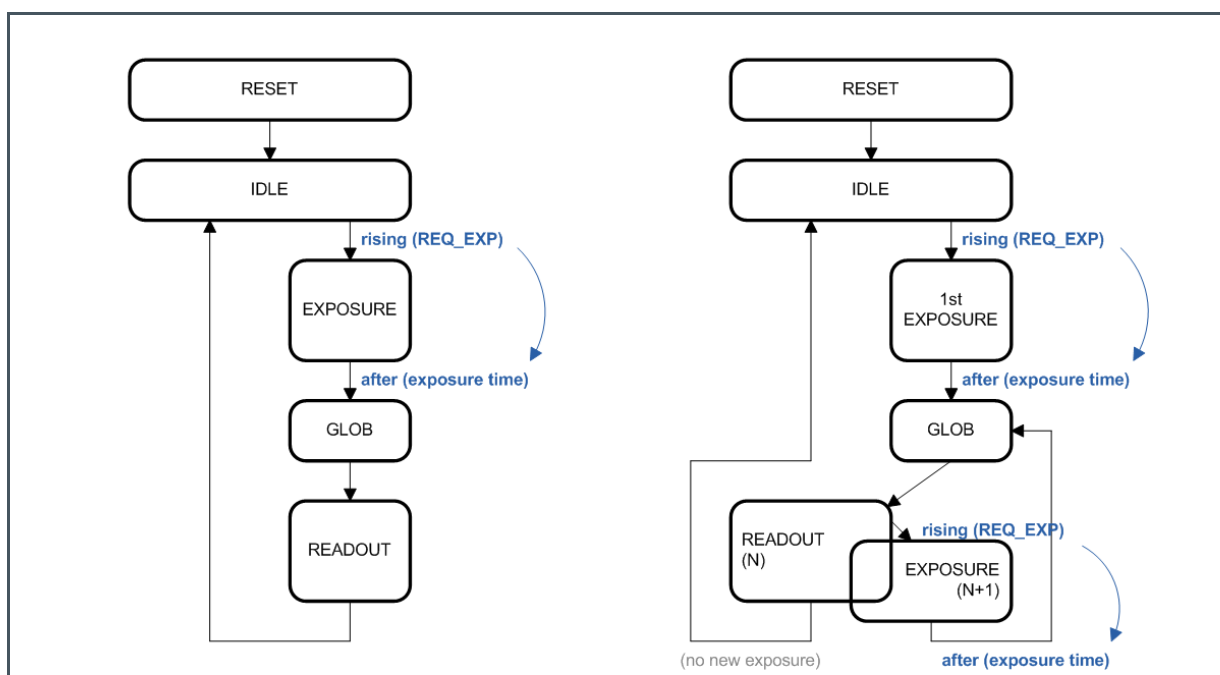 RESET
IDLE
rising (REQ_EXP)
EXPOSURE
after (exposure time)
GLOB
READOUT
RESET
IDLE
rising (REQ_EXP)
1st
EXPOSURE
after (exposure time)
GLOB
rising (REQ_EXP)
READOUT
(N)
EXPOSURE
(N+1)
(no new exposure)
after (exposure time)